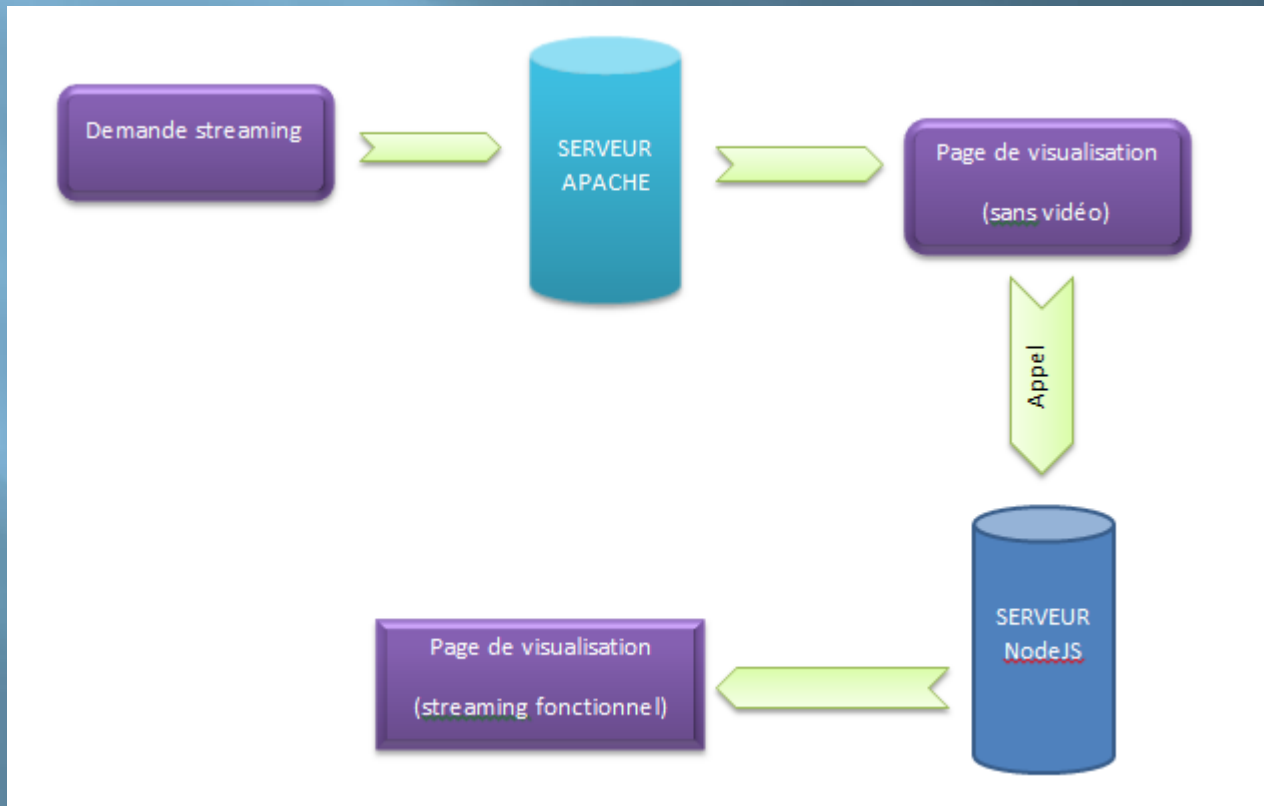 Demande streaming
SERVEUR
APACHE
Page de visualisation
(sans vidéo)
Appel
SERVEUR
NodeJS
Page de visualisation
(streaming fonctionnel)